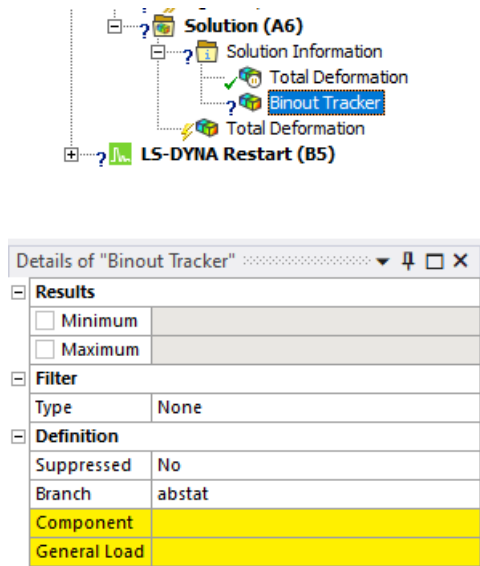 Solution (A6)
Solution Information
Total Deformation
Binout Tracker
Total Deformation
LS-DYNA Restart (B5)
Details of "Binout Tracker"
Results
Minimum
Maximum
Filter
Type None
Definition
Suppressed No
Branch abstat
Component
General Load